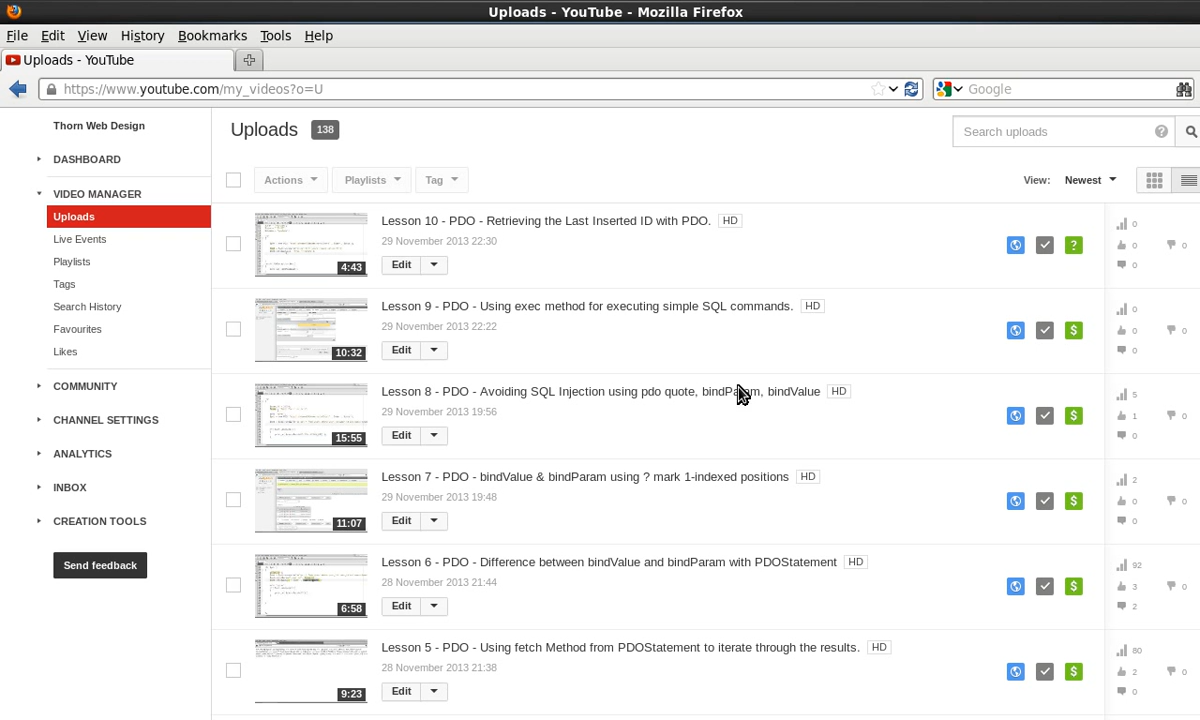 Uploads - YouTube - Mozilla Firefox
File Edit View History Bookmarks Tools Help
Uploads - YouTube
https://www.youtube.com/my_videos?o=U
Google
Thorn Web Design
DASHBOARD
VIDEO MANAGER
Uploads
Live Events
Playlists
Tags
Search History
Favourites
Likes
COMMUNITY
CHANNEL SETTINGS
ANALYTICS
INBOX
CREATION TOOLS
Send feedback
Uploads 138
Search uploads ?
Actions Playlists Tag
View: Newest
Lesson 10 - PDO - Retrieving the Last Inserted ID with PDO. HD
29 November 2013 22:30
Edit
4:43
?
0
0 0
0
Lesson 9 - PDO - Using exec method for executing simple SQL commands. HD
29 November 2013 22:22
Edit
10:32
$
0
0 0
0
Lesson 8 - PDO - Avoiding SQL Injection using pdo quote, bindParam, bindValue HD
29 November 2013 19:56
Edit
15:55
$
5
1 0
0
Lesson 7 - PDO - bindValue & bindParam using ? mark 1-indexed positions HD
29 November 2013 19:48
Edit
11:07
$
2
0 0
0
Lesson 6 - PDO - Difference between bindValue and bindParam with PDOStatement HD
28 November 2013 21:44
Edit
6:58
$
92
3 0
2
Lesson 5 - PDO - Using fetch Method from PDOStatement to iterate through the results. HD
28 November 2013 21:38
Edit
9:23
$
80
2 0
0